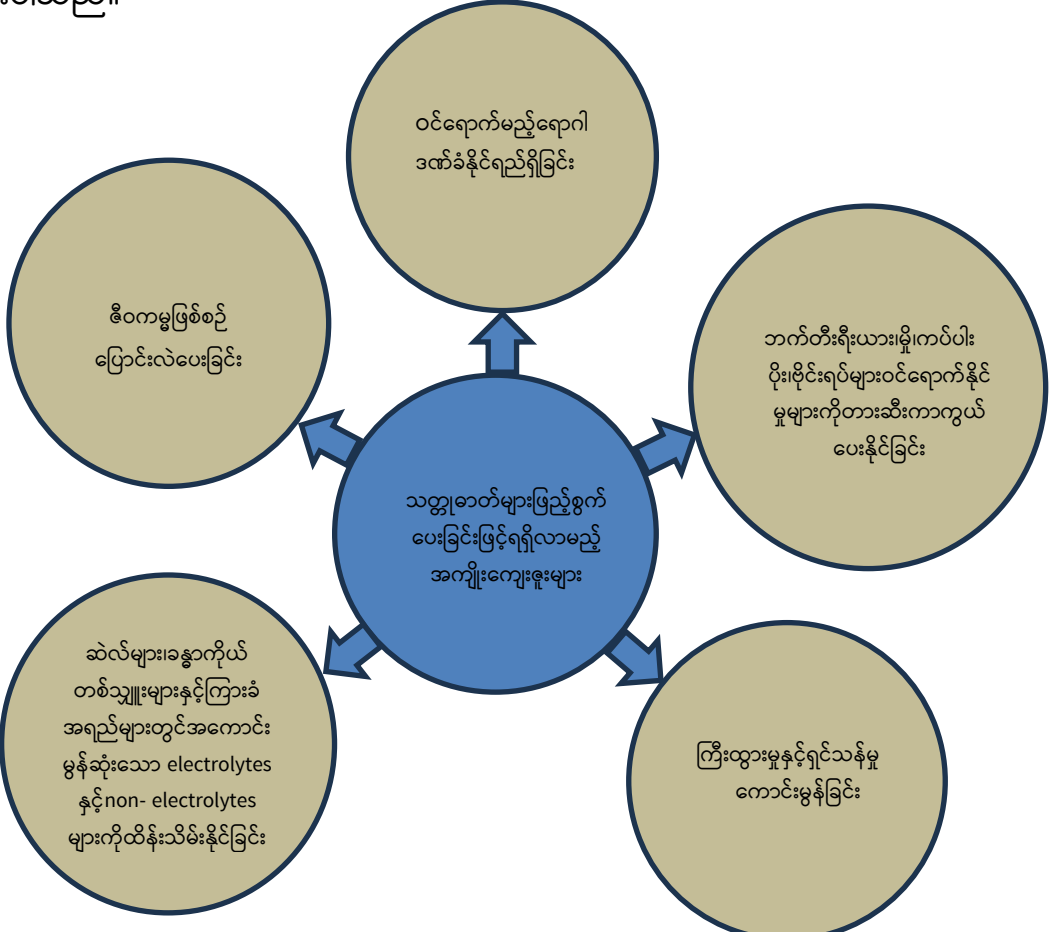 ဝင်ရောက်မည့်ရောဂါ
ဒဏ်ခံနိုင်ရည်ရှိခြင်း
ဇီဝကမ္မဖြစ်စဉ်
ပြောင်းလဲပေးခြင်း
ဘက်တီးရီးယား၊မှို၊ကပ်ပါး
ပိုး၊ဗိုင်းရပ်များဝင်ရောက်နိုင်
မှုများကိုတားဆီးကာကွယ်
ပေးနိုင်ခြင်း
သတ္တုဓာတ်များဖြည့်စွက်
ပေးခြင်းဖြင့်ရရှိလာမည့်
အကျိုးကျေးဇူးများ
ဆဲလ်များ၊ခန္ဓာကိုယ်
တစ်သျှူးများနှင့်ကြားခံ
အရည်များတွင်အကောင်း
မွန်ဆုံးသော electrolytes
နှင့်non- electrolytes
များကိုထိန်းသိမ်းနိုင်ခြင်း
ကြီးထွားမှုနှင့်ရှင်သန်မှု
ကောင်းမွန်ခြင်း